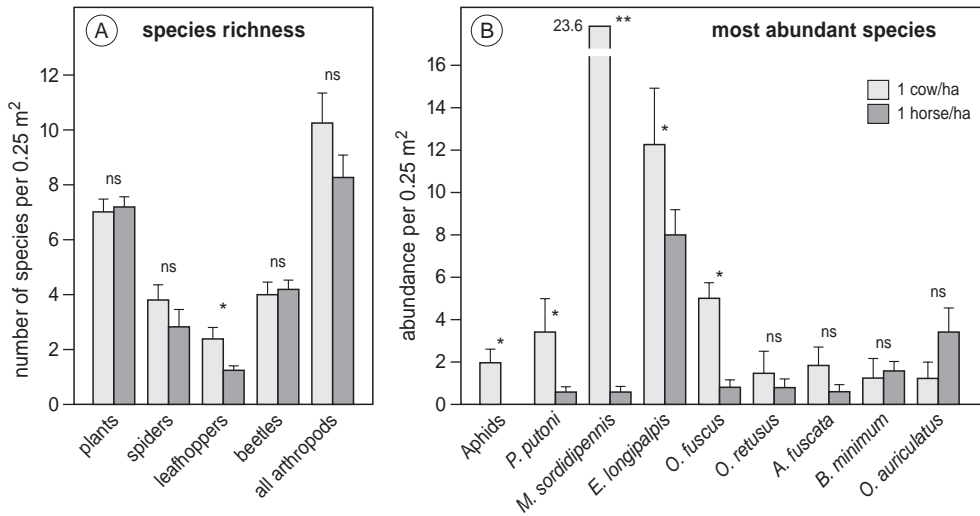 A species richness
number of species per 0.25 m²
12
10
8
6
4
2
0
ns
ns
*
ns
ns
plants
spiders
leafhoppers
beetles
all arthropods
B most abundant species
abundance per 0.25 m²
16
14
12
10
8
6
4
2
0
23.6
1 cow/ha
1 horse/ha
*
*
**
*
*
ns
ns
ns
ns
Aphids
P. putoni
M. sordidipennis
E. longipalpis
O. fuscus
O. retusus
A. fuscata
B. minimum
O. auriculatus